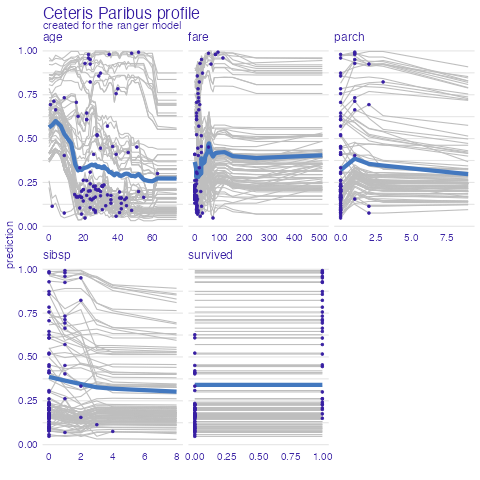 Ceteris Paribus profile
created for the ranger model
age fare parch
1.00
0.75
0.50
0.25
0.00
0 20 40 60 0 100 200 300 400 500 0.0 2.5 5.0 7.5
prediction
sibsp survived
1.00
0.75
0.50
0.25
0.00
0 2 4 6 8 0.00 0.25 0.50 0.75 1.00